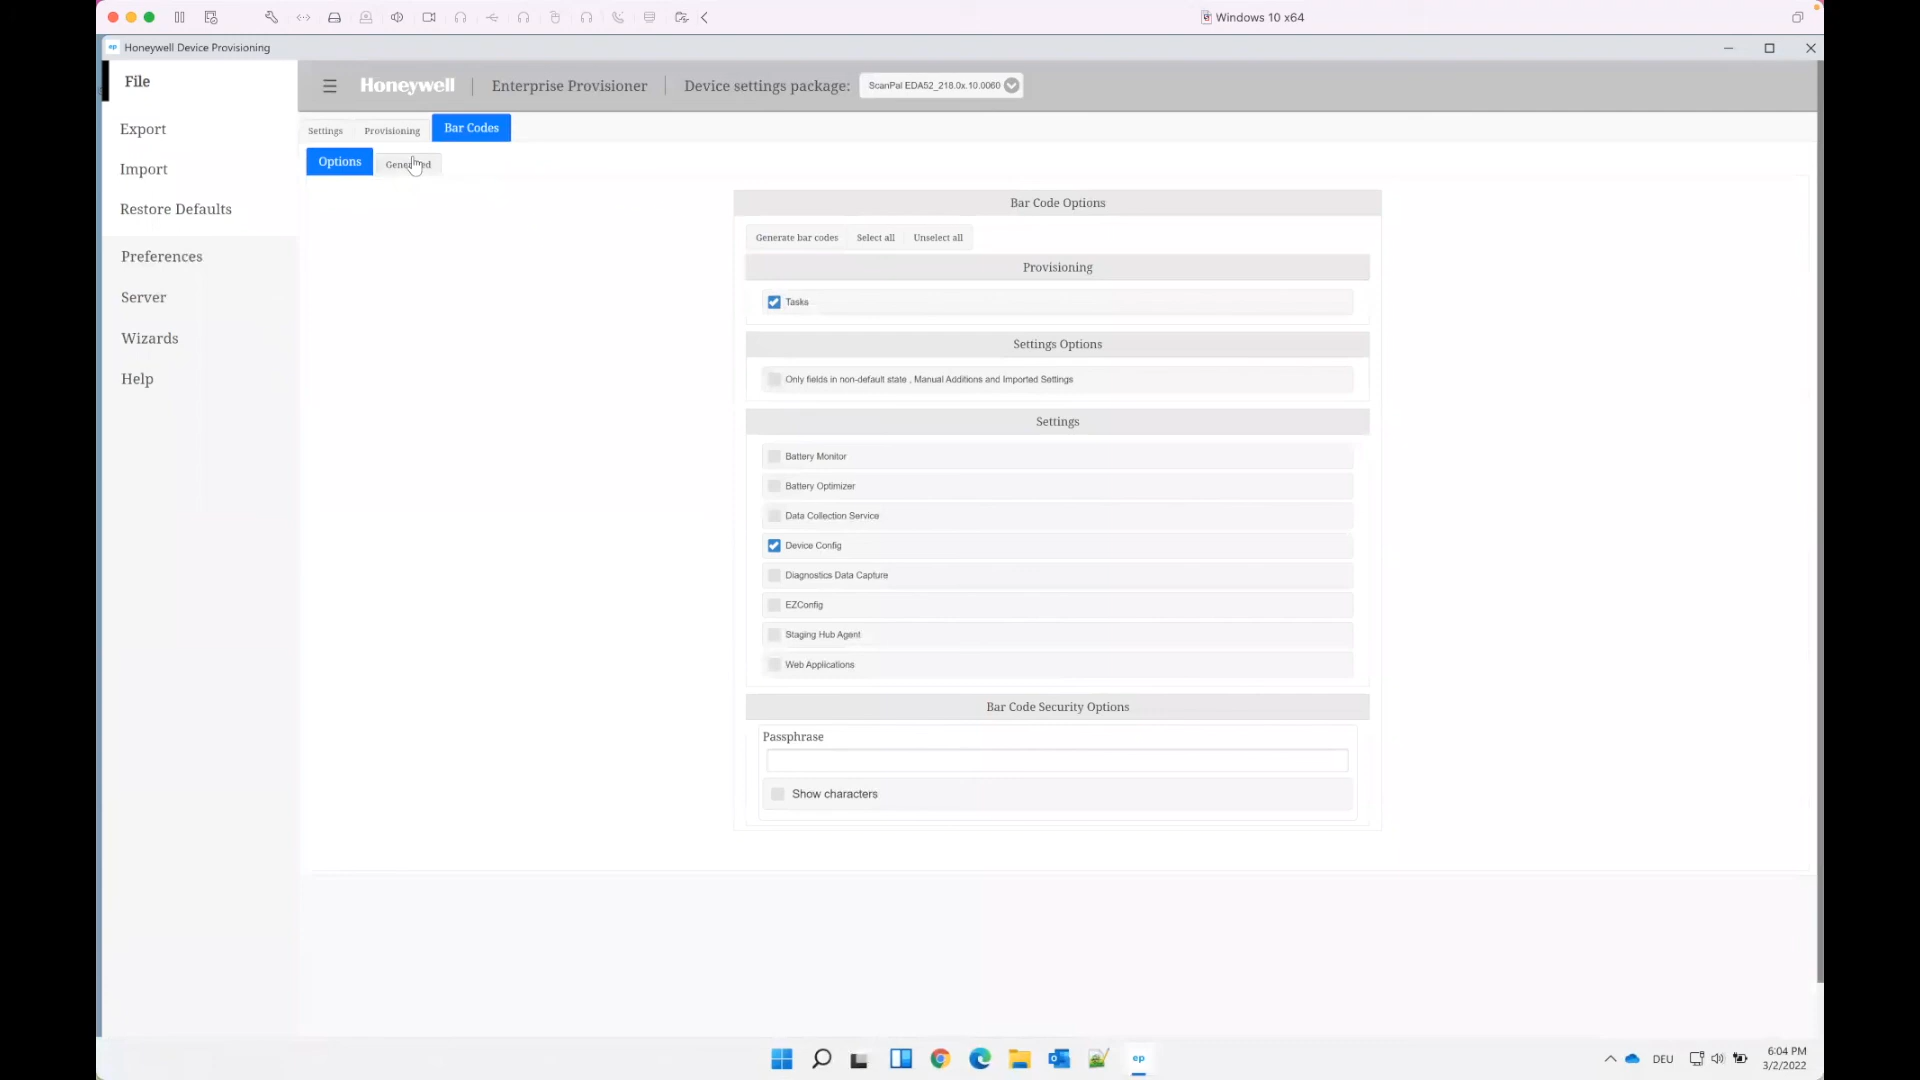 Windows 10 x64
ep Honeywell Device Provisioning
File
Export
Import
Restore Defaults
Preferences
Server
Wizards
Help
Honeywell Enterprise Provisioner Device settings package: ScanPal EDA52_218.0x.10.0060
Settings Provisioning Bar Codes
Options Generated
Bar Code Options
Generate bar codes Select all Unselect all
Provisioning
Tasks
Settings Options
Only fields in non-default state , Manual Additions and Imported Settings
Settings
Battery Monitor
Battery Optimizer
Data Collection Service
Device Config
Diagnostics Data Capture
EZConfig
Staging Hub Agent
Web Applications
Bar Code Security Options
Passphrase
Show characters
ep
DEU
6:04 PM
3/2/2022